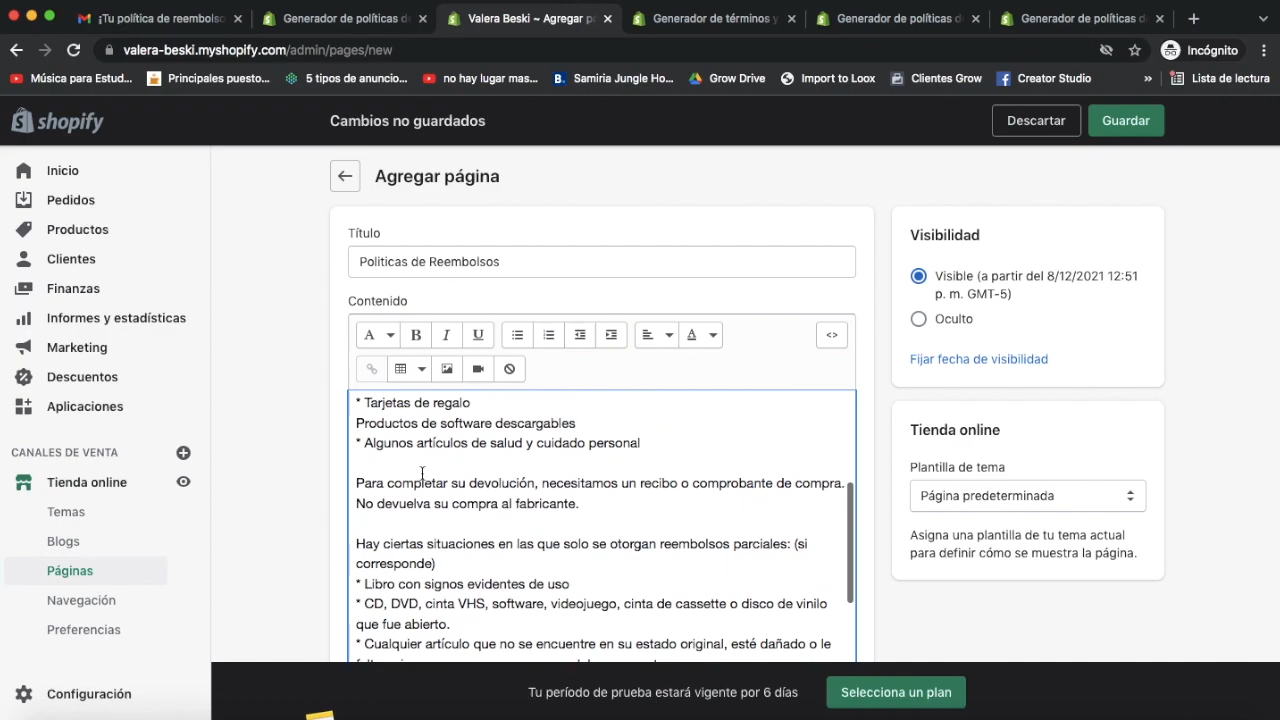 ¡Tu política de reembolso
Generador de políticas de
Valera Beski ~ Agregar p
Generador de términos y
Generador de políticas de
Generador de políticas de
valera-beski.myshopify.com/admin/pages/new
Incógnito
Música para Estud...
Principales puesto...
5 tipos de anuncio...
no hay lugar mas...
Samiria Jungle Ho...
Grow Drive
Import to Loox
Clientes Grow
Creator Studio
»
Lista de lectura
shopify
Cambios no guardados
Descartar
Guardar
Inicio
Pedidos
Productos
Clientes
Finanzas
Informes y estadísticas
Marketing
Descuentos
Aplicaciones
CANALES DE VENTA
Tienda online
Temas
Blogs
Páginas
Navegación
Preferencias
Configuración
Agregar página
Título
Politicas de Reembolsos
Contenido
A B I U A <>
* Tarjetas de regalo
Productos de software descargables
* Algunos artículos de salud y cuidado personal
Para completar su devolución, necesitamos un recibo o comprobante de compra.
No devuelva su compra al fabricante.
Hay ciertas situaciones en las que solo se otorgan reembolsos parciales: (si
corresponde)
* Libro con signos evidentes de uso
* CD, DVD, cinta VHS, software, videojuego, cinta de cassette o disco de vinilo
que fue abierto.
* Cualquier artículo que no se encuentre en su estado original, esté dañado o le
Visibilidad
Visible (a partir del 8/12/2021 12:51
p. m. GMT-5)
Oculto
Fijar fecha de visibilidad
Tienda online
Plantilla de tema
Página predeterminada
Asigna una plantilla de tu tema actual
para definir cómo se muestra la página.
Tu período de prueba estará vigente por 6 días
Selecciona un plan